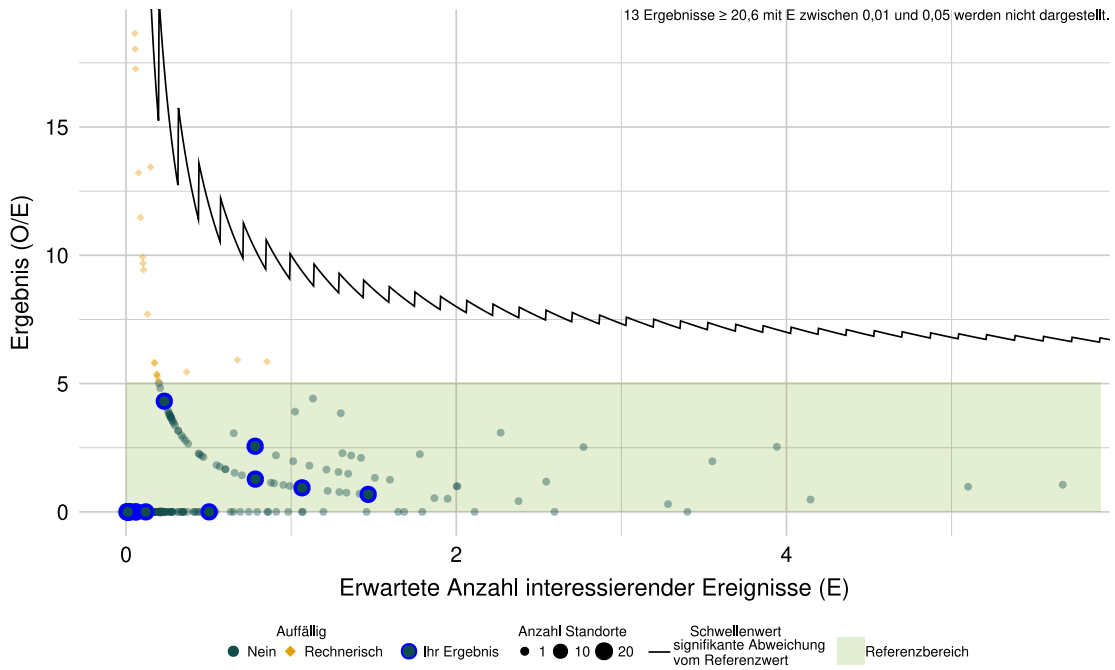 13 Ergebnisse ≥ 20,6 mit E zwischen 0,01 und 0,05 werden nicht dargestellt.
Ergebnis (O/E)
15
10
5
0
0
2
4
Erwartete Anzahl interessierender Ereignisse (E)
Auffällig
Nein
Rechnerisch
Ihr Ergebnis
Anzahl Standorte
1
10
20
Schwellenwert
signifikante Abweichung
vom Referenzwert
Referenzbereich